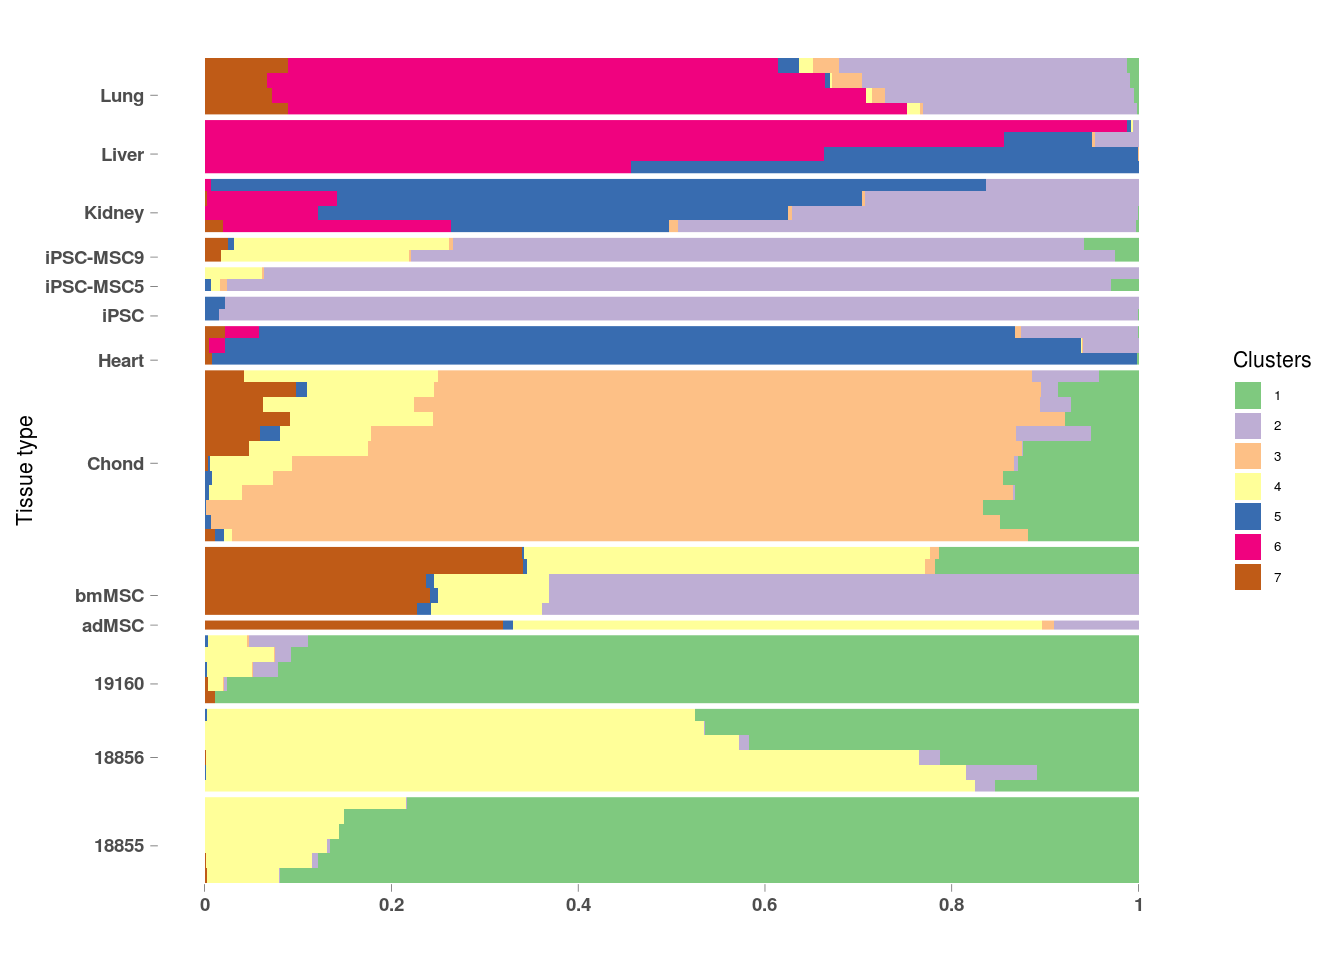 Lung
Liver
Kidney
iPSC-MSC9
iPSC-MSC5
iPSC
Heart
Chond
bmMSC
adMSC
19160
18856
18855
Tissue type
0 0.2 0.4 0.6 0.8 1
Clusters
1
2
3
4
5
6
7